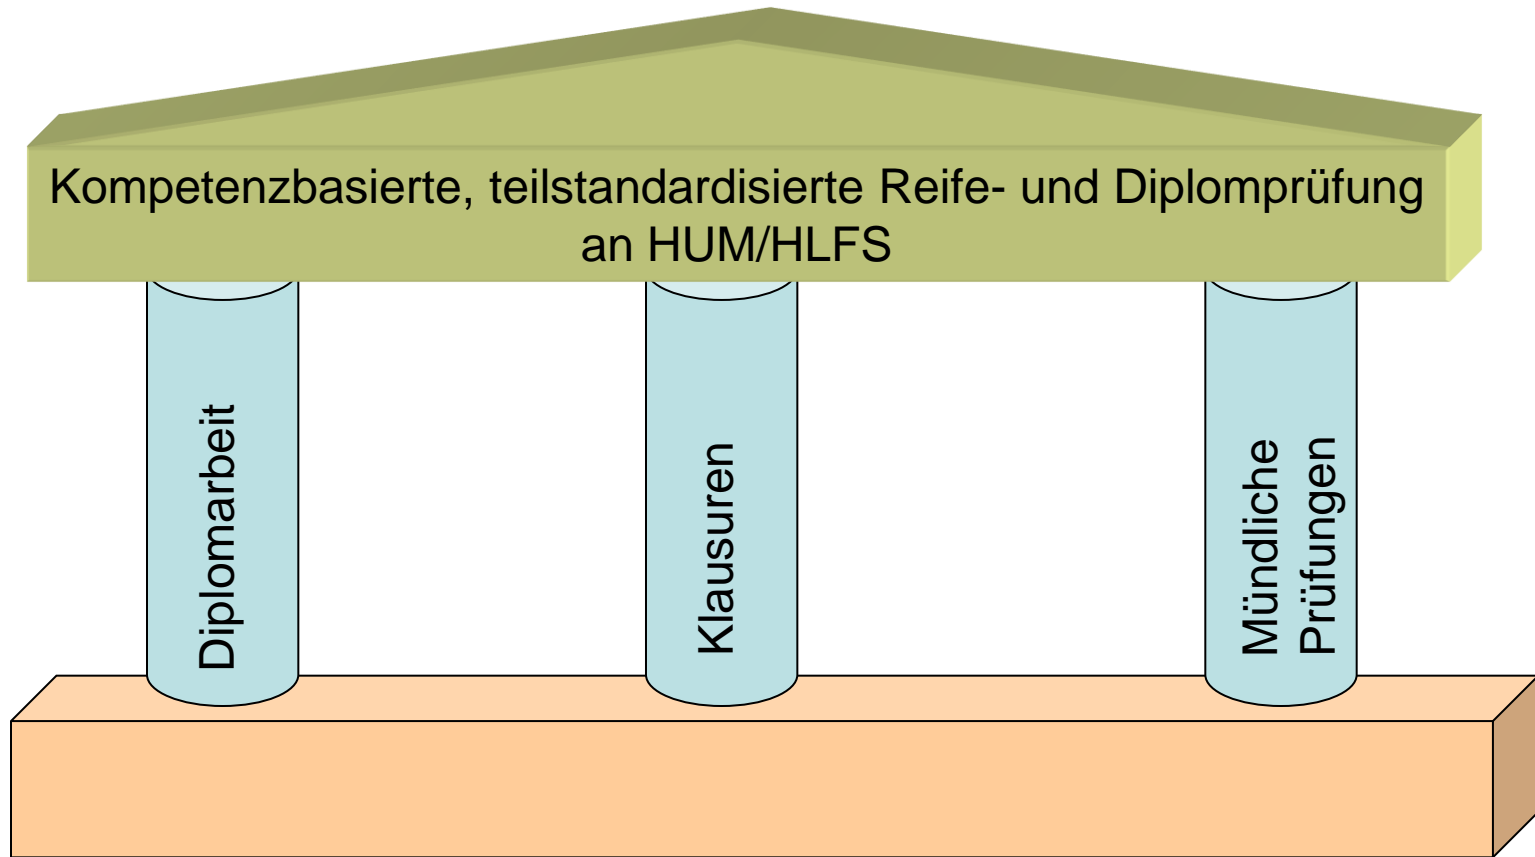 Kompetenzbasierte, teilstandardisierte Reife- und Diplomprüfung
an HUM/HLFS
Diplomarbeit
Klausuren
Mündliche
Prüfungen